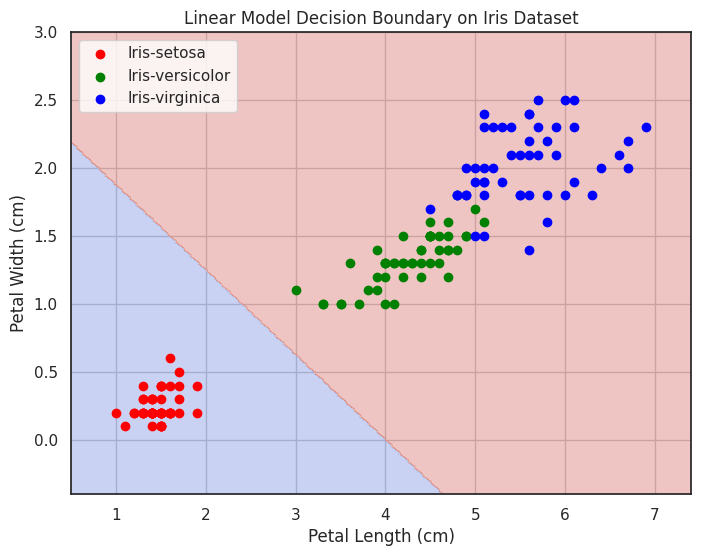 Linear Model Decision Boundary on Iris Dataset
Iris-setosa
Iris-versicolor
Iris-virginica
Petal Width (cm)
3.0
2.5
2.0
1.5
1.0
0.5
0.0
1 2 3 4 5 6 7
Petal Length (cm)